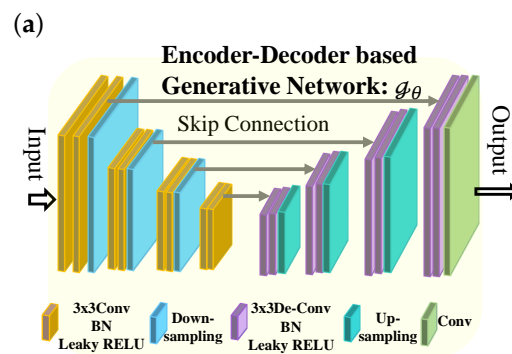 (a)
Encoder-Decoder based
Generative Network: 𝒢θ
Skip Connection
Input
Output
3x3Conv
BN
Leaky RELU
Down-
sampling
3x3De-Conv
BN
Leaky RELU
Up-
sampling
Conv